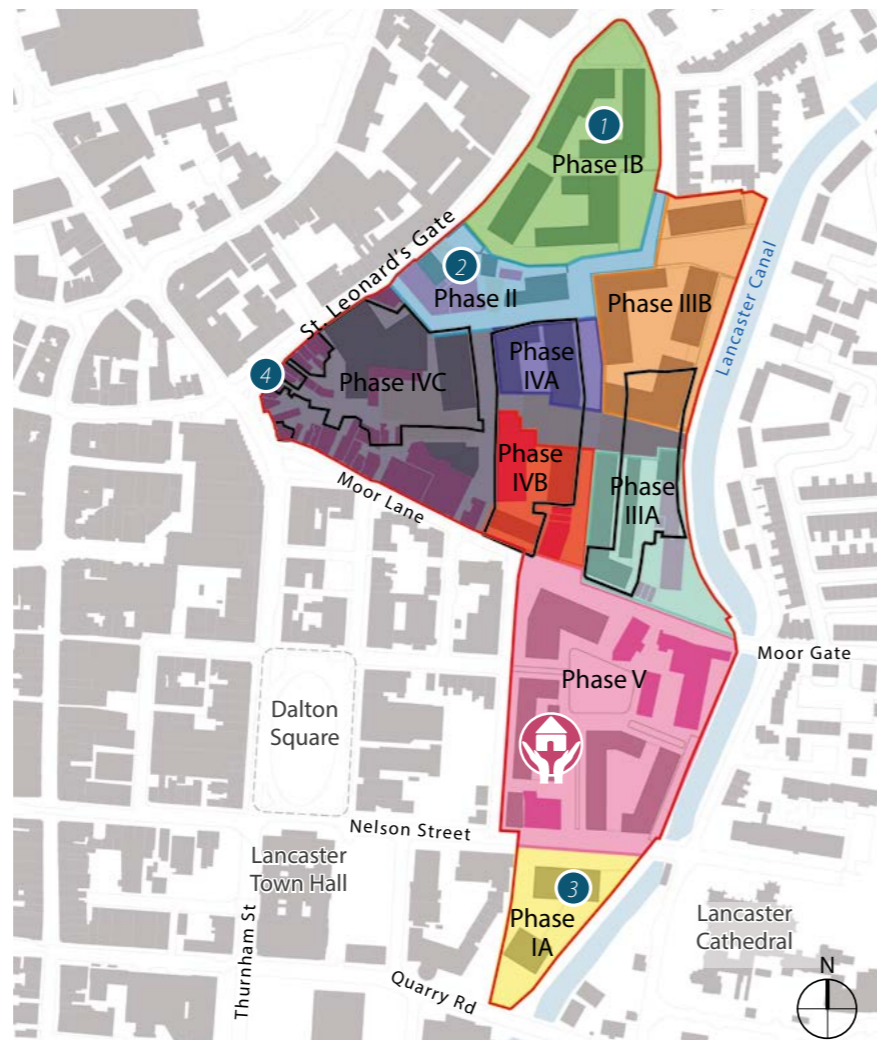 1
Phase IB
St. Leonard's Gate
2
Phase II
Lancaster Canal
Phase IIIB
4
Phase IVC
Phase
IVA
Phase
IVB
Phase
IIIA
Moor Lane
Moor Gate
Phase V
Dalton
Square
Nelson Street
Lancaster
Town Hall
3
Phase
IA
Lancaster
Cathedral
Thurnham St
Quarry Rd
N